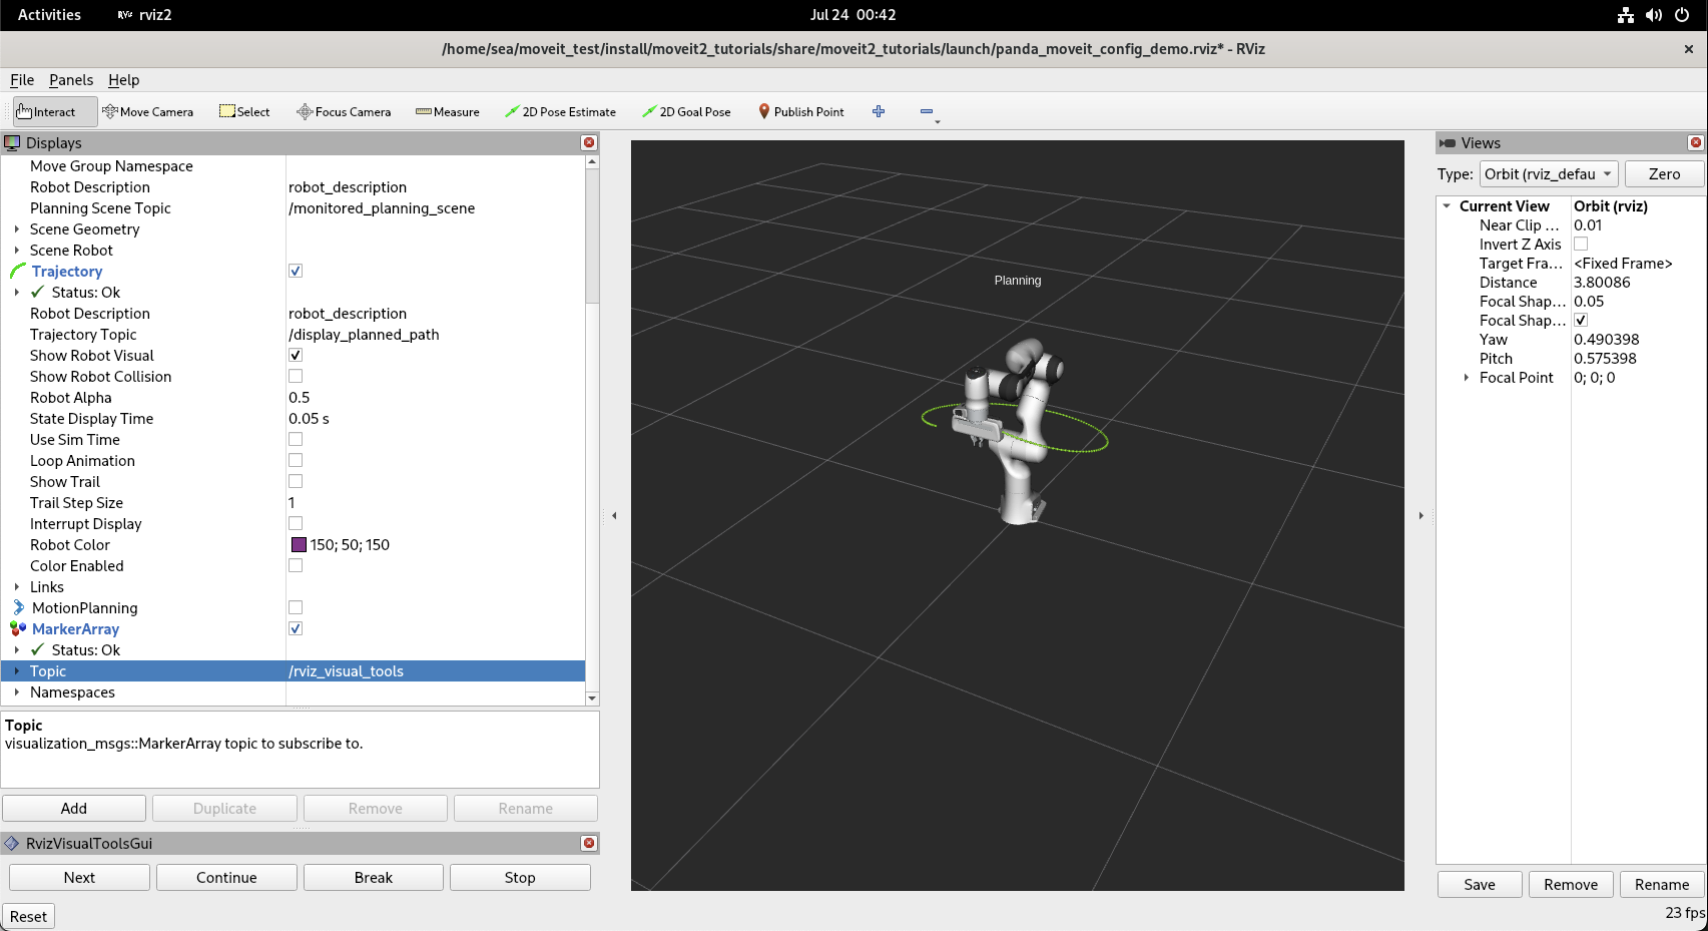 Activities rviz2 Jul 24 00:42
/home/sea/moveit_test/install/moveit2_tutorials/share/moveit2_tutorials/launch/panda_moveit_config_demo.rviz* - RViz
File Panels Help
Interact Move Camera Select Focus Camera Measure 2D Pose Estimate 2D Goal Pose Publish Point
Displays
Move Group Namespace
Robot Description robot_description
Planning Scene Topic /monitored_planning_scene
Scene Geometry
Scene Robot
Trajectory
Status: Ok
Robot Description robot_description
Trajectory Topic /display_planned_path
Show Robot Visual
Show Robot Collision
Robot Alpha 0.5
State Display Time 0.05 s
Use Sim Time
Loop Animation
Show Trail
Trail Step Size 1
Interrupt Display
Robot Color 150; 50; 150
Color Enabled
Links
MotionPlanning
MarkerArray
Status: Ok
Topic /rviz_visual_tools
Namespaces
Topic
visualization_msgs::MarkerArray topic to subscribe to.
Add Duplicate Remove Rename
RvizVisualToolsGui
Next Continue Break Stop
Reset
Planning
Views
Type: Orbit (rviz_defau Zero
Current View Orbit (rviz)
Near Clip ... 0.01
Invert Z Axis
Target Fra... <Fixed Frame>
Distance 3.80086
Focal Shap... 0.05
Focal Shap...
Yaw 0.490398
Pitch 0.575398
Focal Point 0; 0; 0
Save Remove Rename
23 fps